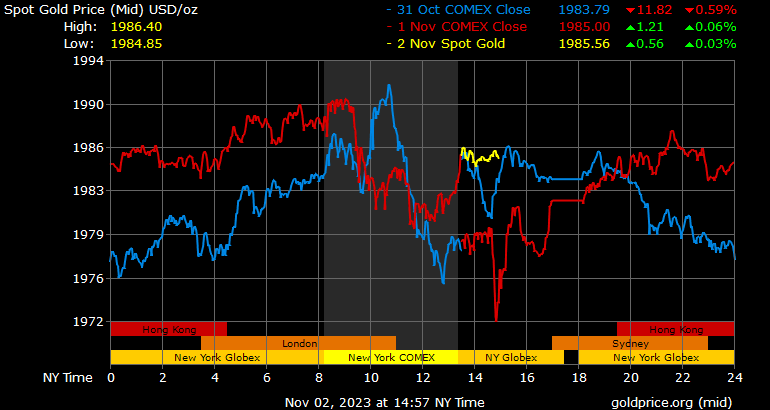 Spot Gold Price (Mid) USD/oz - 31 Oct COMEX Close 1983.79 ▼11.82 ▼0.59%
High: 1986.40 - 1 Nov COMEX Close 1985.00 ▲1.21 ▲0.06%
Low: 1984.85 - 2 Nov Spot Gold 1985.56 ▲0.56 ▲0.03%
1994
1990
1986
1983
1979
1976
1972
Hong Kong Hong Kong
London Sydney
New York Globex New York COMEX NY Globex New York Globex
NY Time 0 2 4 6 8 10 12 14 16 18 20 22 24
Nov 02, 2023 at 14:57 NY Time goldprice.org (mid)